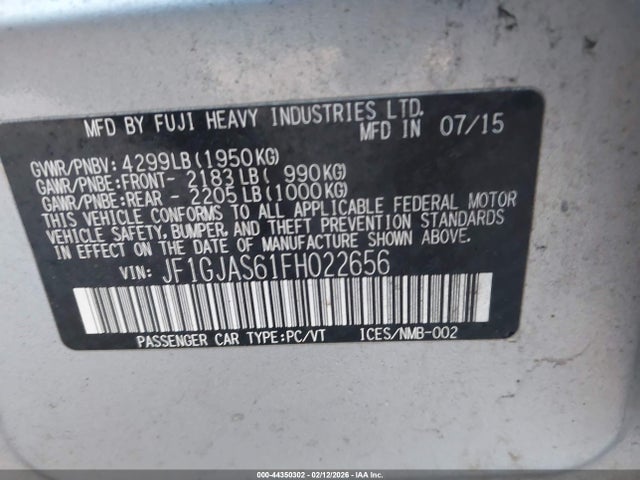 MFD BY FUJI HEAVY INDUSTRIES LTD.
MFD IN 07/15
GVWR/PNBV: 4299LB(1950KG)
GAWR/PNBE:FRONT- 2183LB( 990KG)
GAWR/PNBE:REAR - 2205LB(1000KG)
THIS VEHICLE CONFORMS TO ALL APPLICABLE FEDERAL MOTOR
VEHICLE SAFETY, BUMPER, AND THEFT PREVENTION STANDARDS
IN EFFECT ON THE DATE OF MANUFACTURE SHOWN ABOVE.
VIN: JF1GJAS61FH022656
PASSENGER CAR TYPE:PC/VT ICES/NMB-002
000-44350302 - 02/12/2026 - COPYRIGHT IAA, LLC